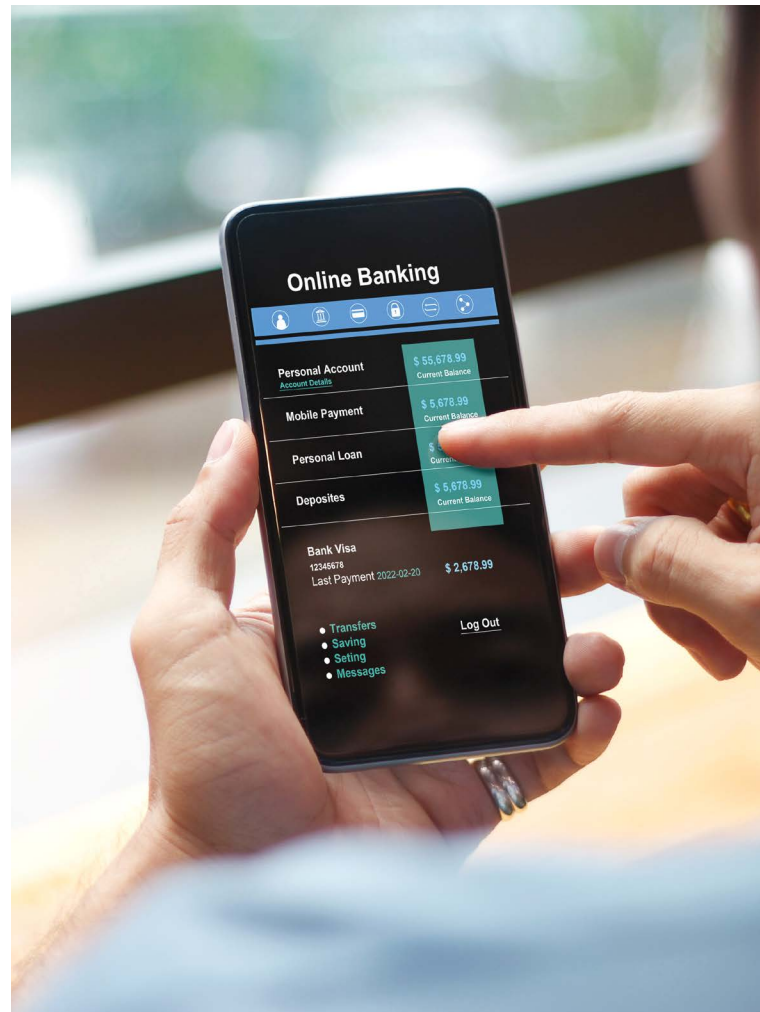 Online Banking
Personal Account
Account Details
$ 55,678.99
Current Balance
Mobile Payment
$ 5,678.99
Current Balance
Personal Loan
$
Deposites
$ 5,678.99
Current Balance
Bank Visa
12345678
Last Payment 2022-02-20
$ 2,678.99
Transfers
Saving
Seting
Messages
Log Out